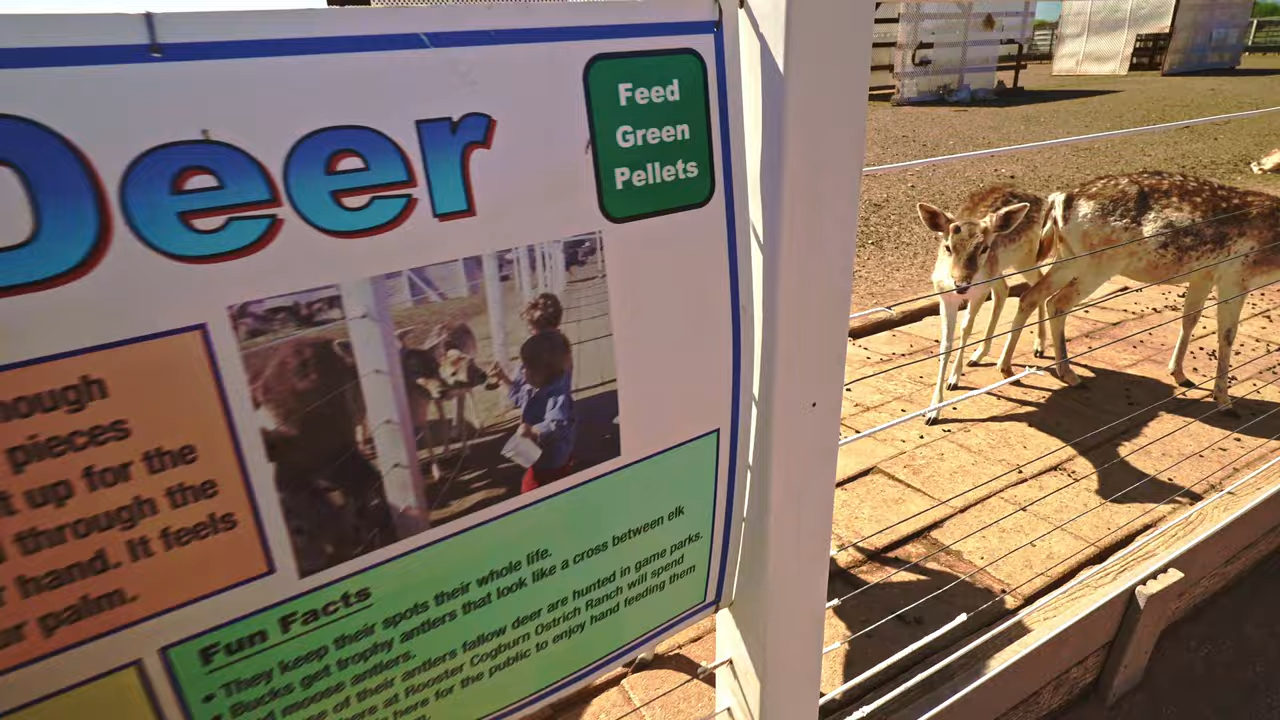 Deer
Feed
Green
Pellets
pieces
up for the
through the
hand. It feels
palm.
Fun Facts
• They keep their spots their whole life.
• Bucks get trophy antlers that look like a cross between elk
moose antlers.
of their antlers fallow deer are hunted in game parks.
at Rooster Cogburn Ostrich Ranch will spend
here for the public to enjoy hand feeding them